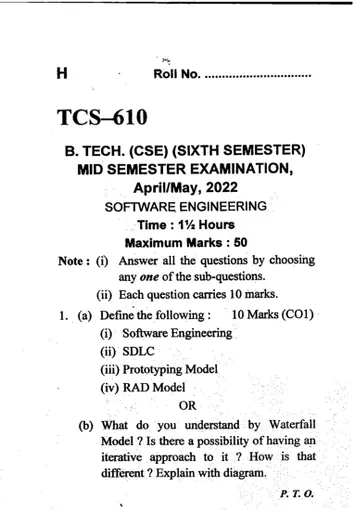 H Roll No. ...............................
TCS–610
B. TECH. (CSE) (SIXTH SEMESTER)
MID SEMESTER EXAMINATION,
April/May, 2022
SOFTWARE ENGINEERING
Time : 1½ Hours
Maximum Marks : 50
Note : (i) Answer all the questions by choosing
any one of the sub-questions.
(ii) Each question carries 10 marks.
1. (a) Define the following : 10 Marks (CO1)
(i) Software Engineering
(ii) SDLC
(iii) Prototyping Model
(iv) RAD Model
OR
(b) What do you understand by Waterfall
Model ? Is there a possibility of having an
iterative approach to it ? How is that
different ? Explain with diagram.
P. T. O.